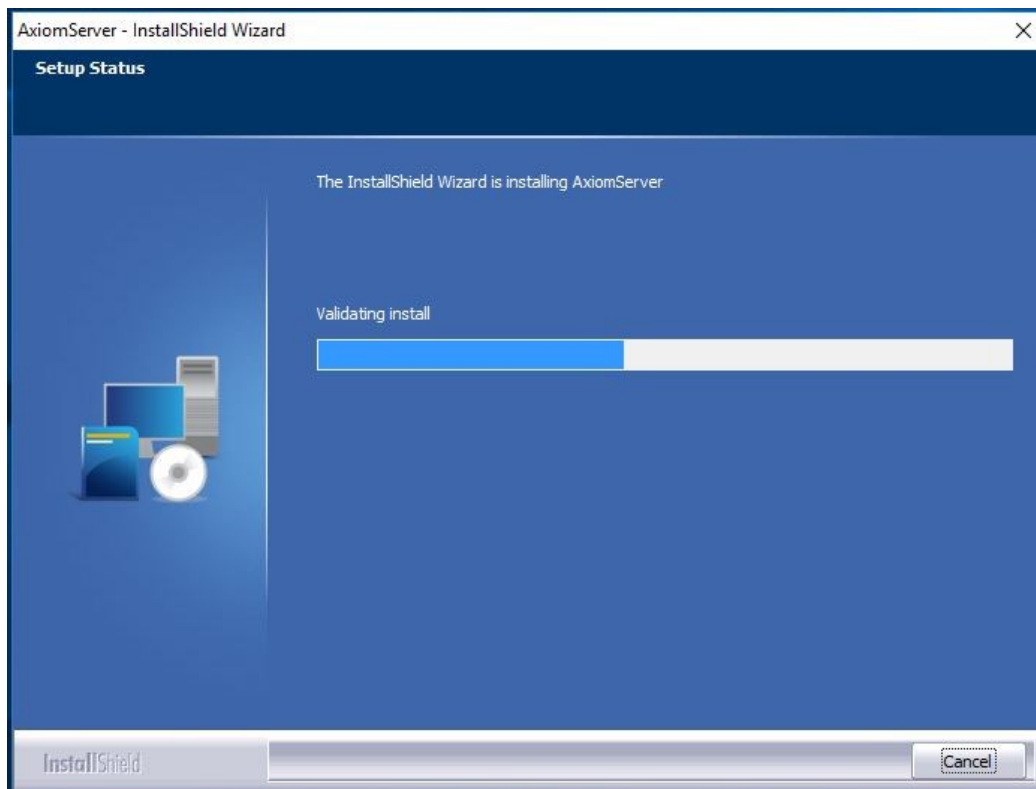 AxiomServer - InstallShield Wizard
Setup Status
The InstallShield Wizard is installing AxiomServer
Validating install
InstallShield
Cancel